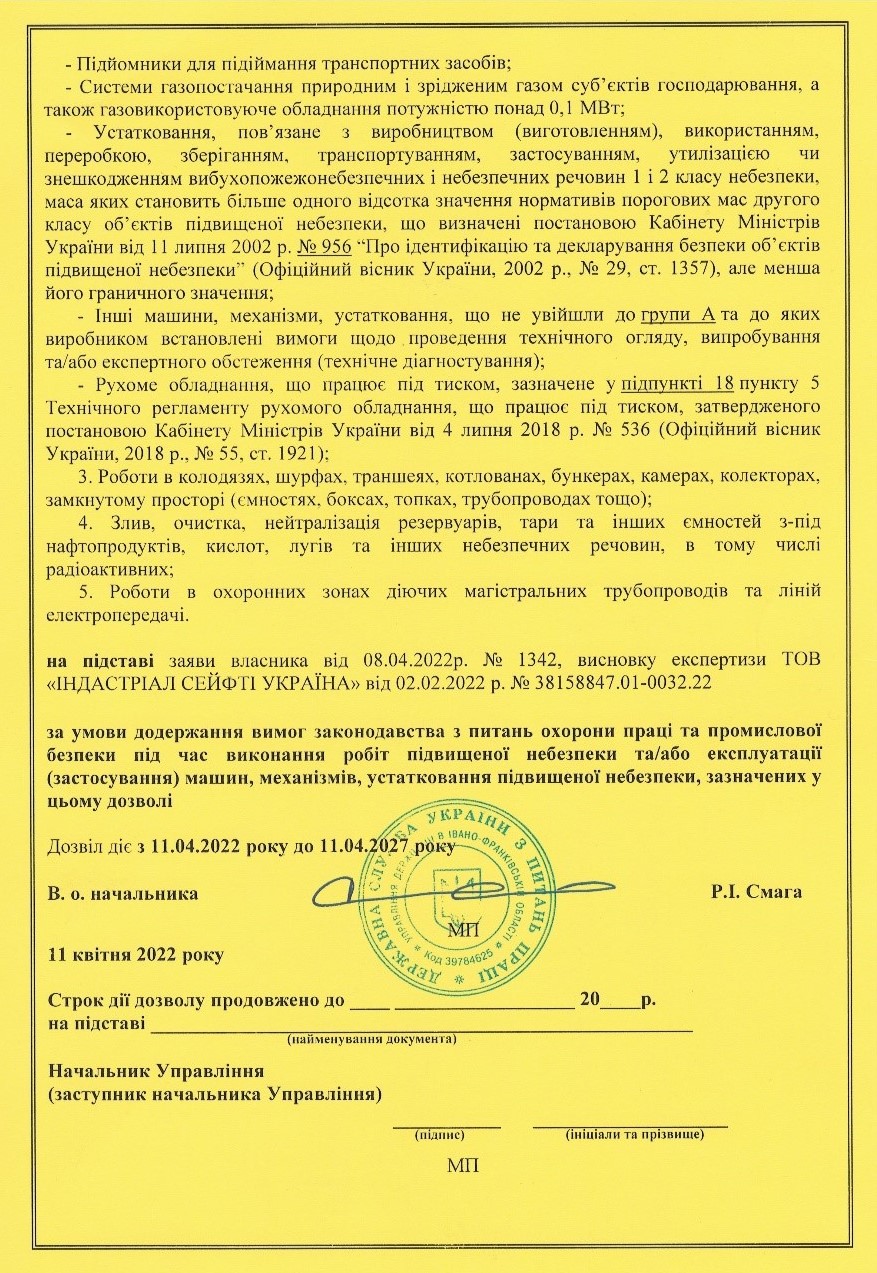 - Підйомники для підіймання транспортних засобів;
- Системи газопостачання природним і зрідженим газом суб’єктів господарювання, а
також газовикористовуюче обладнання потужністю понад 0,1 МВт;
- Устатковання, пов’язане з виробництвом (виготовленням), використанням,
переробкою, зберіганням, транспортуванням, застосуванням, утилізацією чи
знешкодженням вибухопожежонебезпечних і небезпечних речовин 1 і 2 класу небезпеки,
маса яких становить більше одного відсотка значення нормативів порогових мас другого
класу об’єктів підвищеної небезпеки, що визначені постановою Кабінету Міністрів
України від 11 липня 2002 р. № 956 “Про ідентифікацію та декларування безпеки об’єктів
підвищеної небезпеки” (Офіційний вісник України, 2002 р., № 29, ст. 1357), але менша
його граничного значення;
- Інші машини, механізми, устатковання, що не увійшли до групи А та до яких
виробником встановлені вимоги щодо проведення технічного огляду, випробування
та/або експертного обстеження (технічне діагностування);
- Рухоме обладнання, що працює під тиском, зазначене у підпункті 18 пункту 5
Технічного регламенту рухомого обладнання, що працює під тиском, затвердженого
постановою Кабінету Міністрів України від 4 липня 2018 р. № 536 (Офіційний вісник
України, 2018 р., № 55, ст. 1921);
3. Роботи в колодязях, шурфах, траншеях, котлованах, бункерах, камерах, колекторах,
замкнутому просторі (ємностях, боксах, топках, трубопроводах тощо);
4. Злив, очистка, нейтралізація резервуарів, тари та інших ємностей з-під
нафтопродуктів, кислот, лугів та інших небезпечних речовин, в тому числі
радіоактивних;
5. Роботи в охоронних зонах діючих магістральних трубопроводів та ліній
електропередачі.
на підставі заяви власника від 08.04.2022р. № 1342, висновку експертизи ТОВ
«ІНДАСТРІАЛ СЕЙФТІ УКРАЇНА» від 02.02.2022 р. № 38158847.01-0032.22
за умови додержання вимог законодавства з питань охорони праці та промислової
безпеки під час виконання робіт підвищеної небезпеки та/або експлуатації
(застосування) машин, механізмів, устатковання підвищеної небезпеки, зазначених у
цьому дозволі
Дозвіл діє з 11.04.2022 року до 11.04.2027 року
В. о. начальника Р.І. Смага
МП
ДЕРЖАВНА СЛУЖБА УКРАЇНИ З ПИТАНЬ ПРАЦІ
УПРАВЛІННЯ ДЕРЖПРАЦІ В ІВАНО-ФРАНКІВСЬКІЙ ОБЛАСТІ
Код 39784625
11 квітня 2022 року
Строк дії дозволу продовжено до ____ __________________ 20____р.
на підставі ______________________________________________________
(найменування документа)
Начальник Управління
(заступник начальника Управління)
(підпис) (ініціали та прізвище)
МП